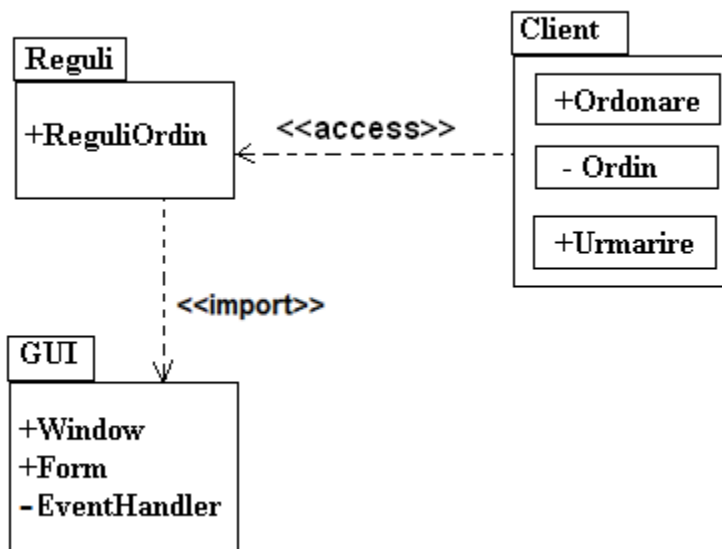 Client
Reguli
+Ordonare
+ReguliOrdin
<<access>>
- Ordin
+Urmarire
<<import>>
GUI
+Window
+Form
-EventHandler